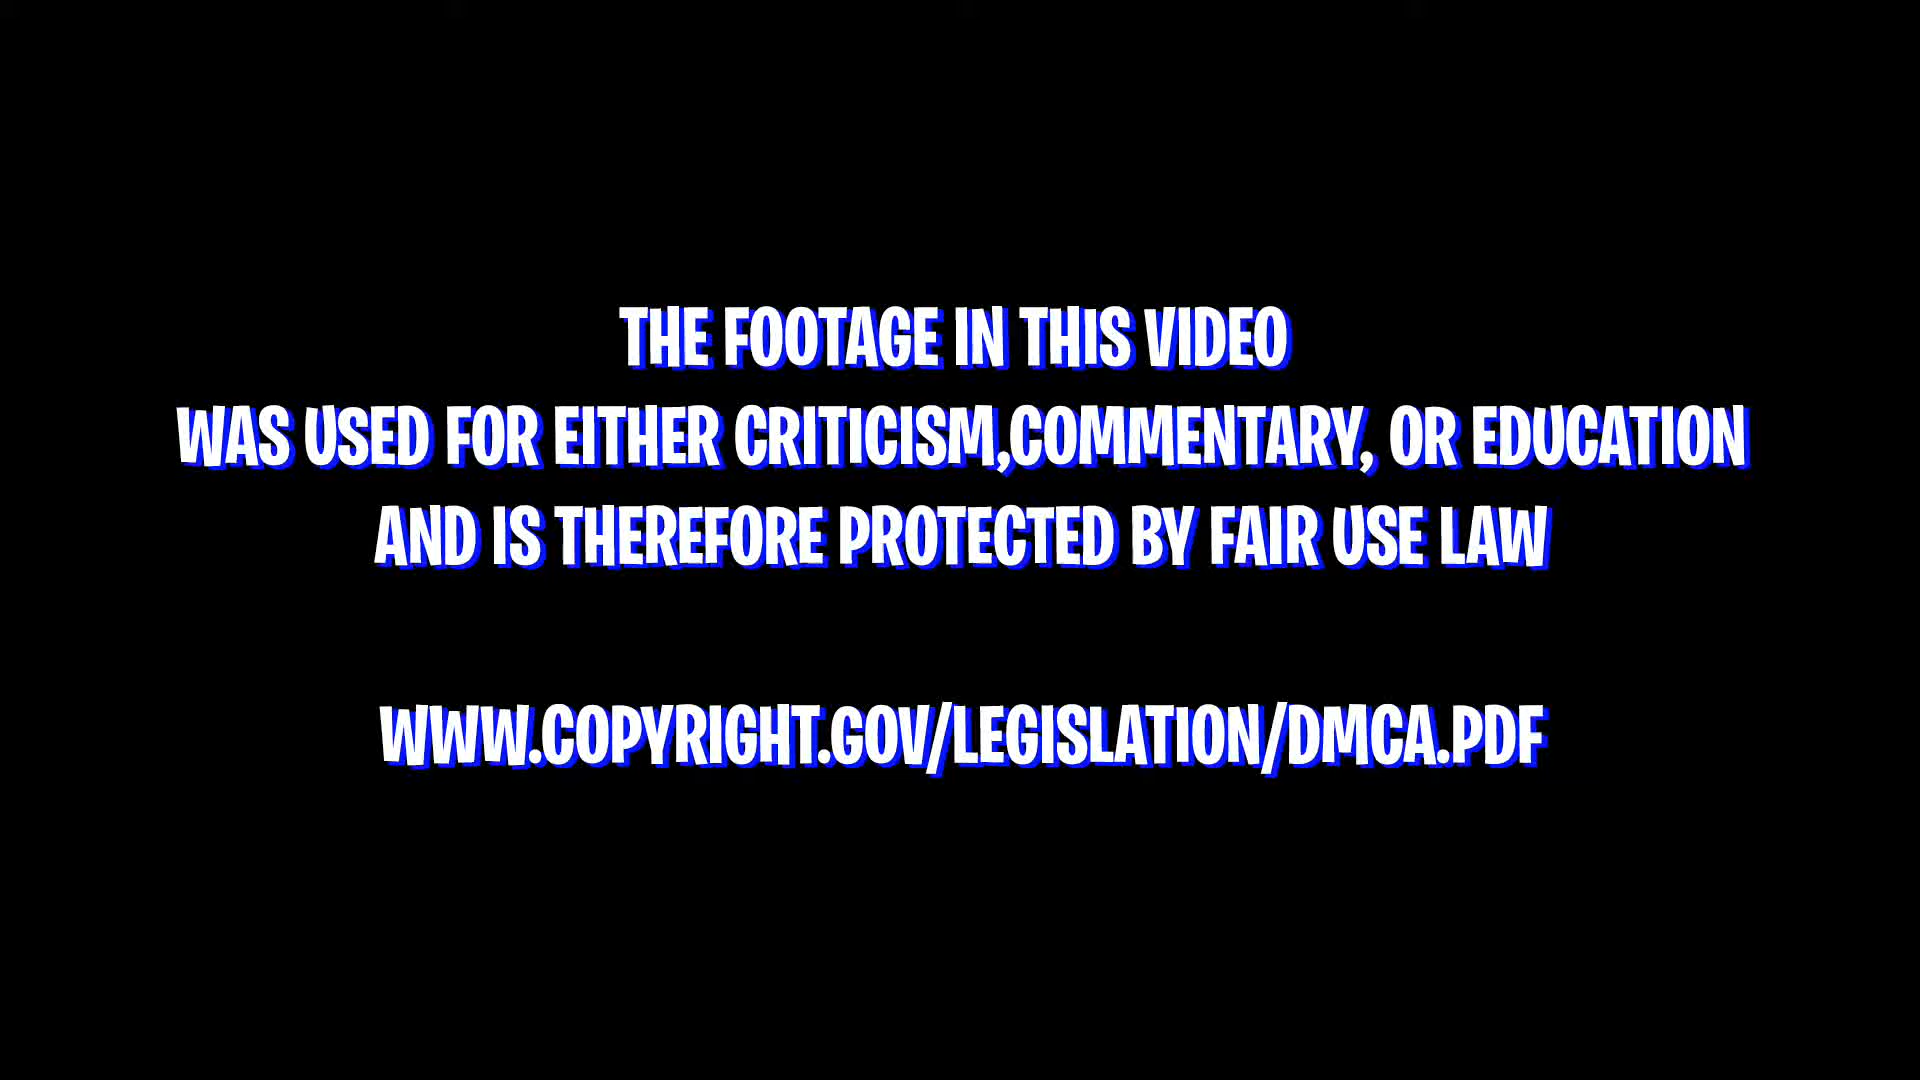 THE FOOTAGE IN THIS VIDEO
WAS USED FOR EITHER CRITICISM,COMMENTARY, OR EDUCATION
AND IS THEREFORE PROTECTED BY FAIR USE LAW
WWW.COPYRIGHT.GOV/LEGISLATION/DMCA.PDF